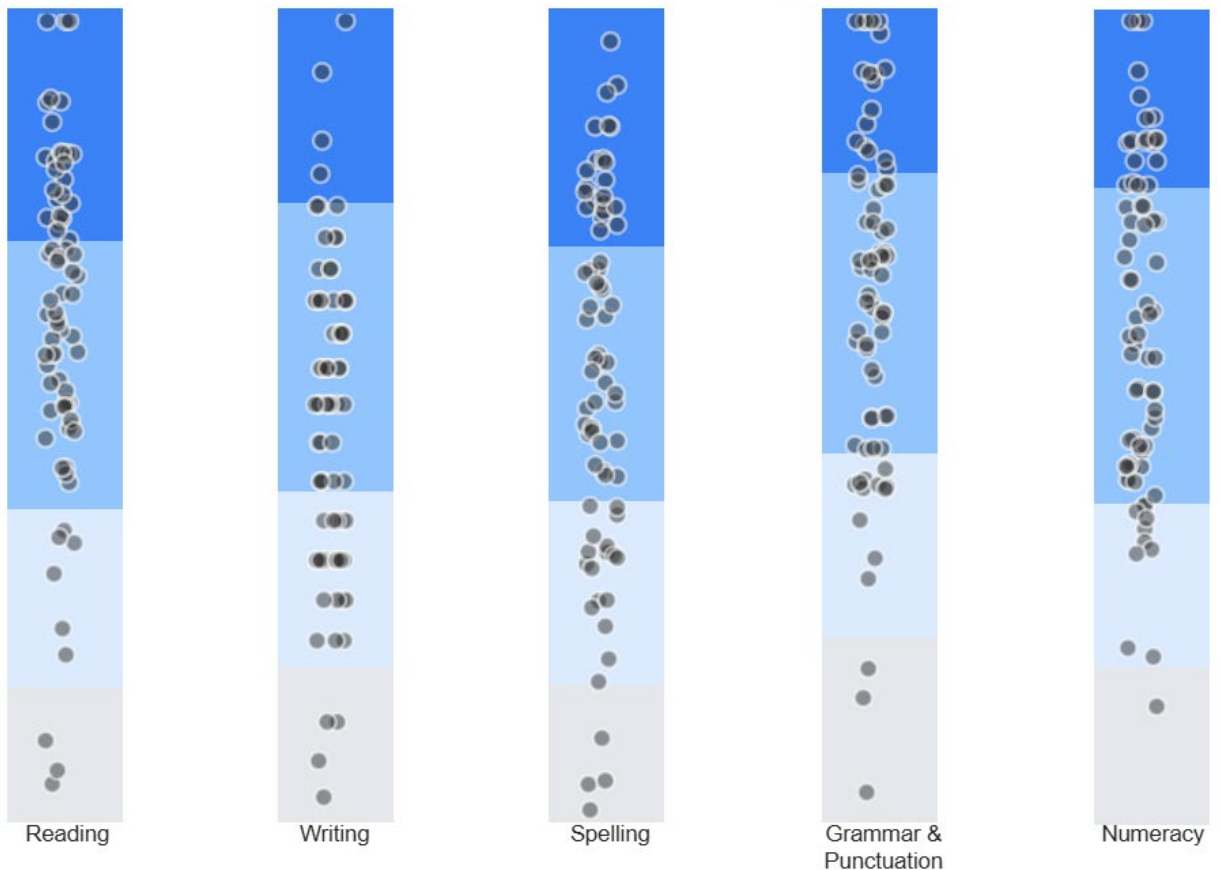 Reading
Writing
Spelling
Grammar &
Punctuation
Numeracy